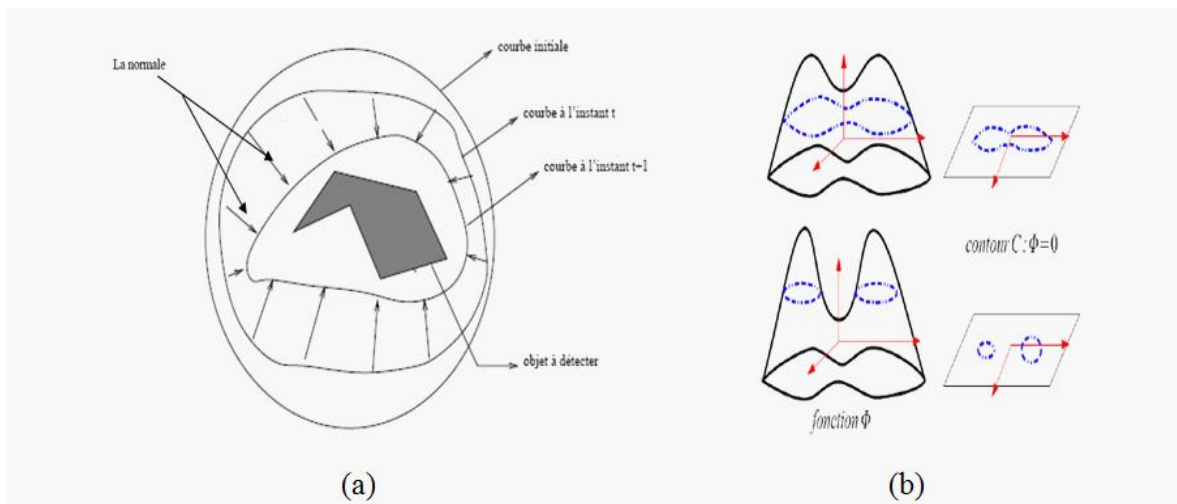 La normale
courbe initiale
courbe à l'instant t
courbe à l'instant t+1
objet à détecter
(a)
contour C : Φ=0
fonction Φ
(b)